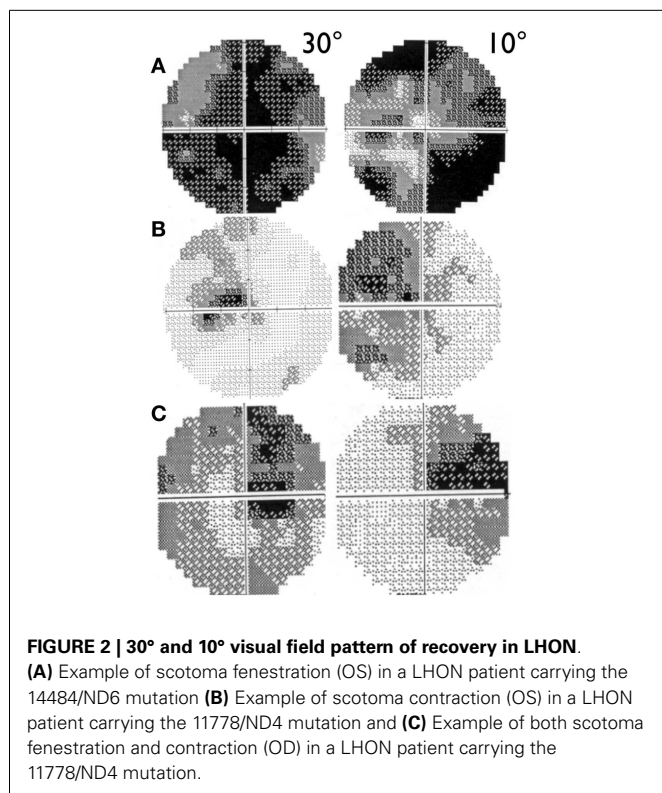 30° 10°
A
B
C
FIGURE 2 | 30° and 10° visual field pattern of recovery in LHON.
(A) Example of scotoma fenestration (OS) in a LHON patient carrying the
14484/ND6 mutation (B) Example of scotoma contraction (OS) in a LHON
patient carrying the 11778/ND4 mutation and (C) Example of both scotoma
fenestration and contraction (OD) in a LHON patient carrying the
11778/ND4 mutation.